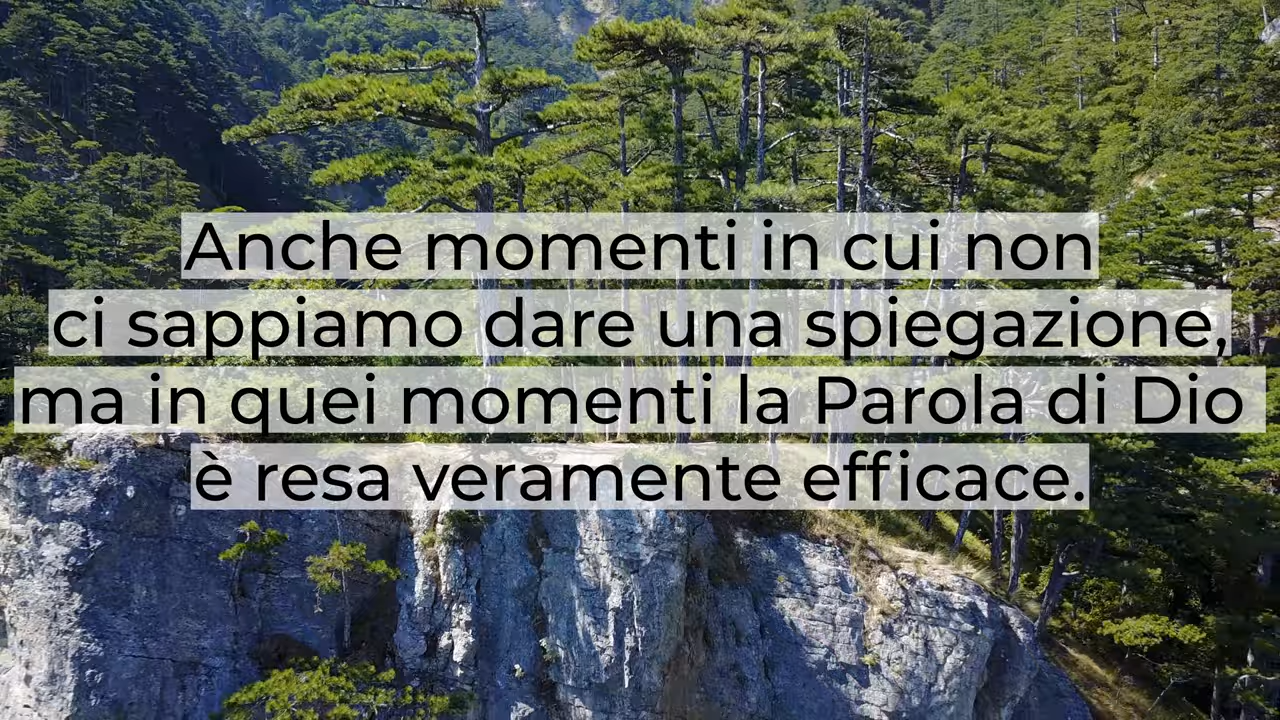 Anche momenti in cui non
ci sappiamo dare una spiegazione,
ma in quei momenti la Parola di Dio
è resa veramente efficace.